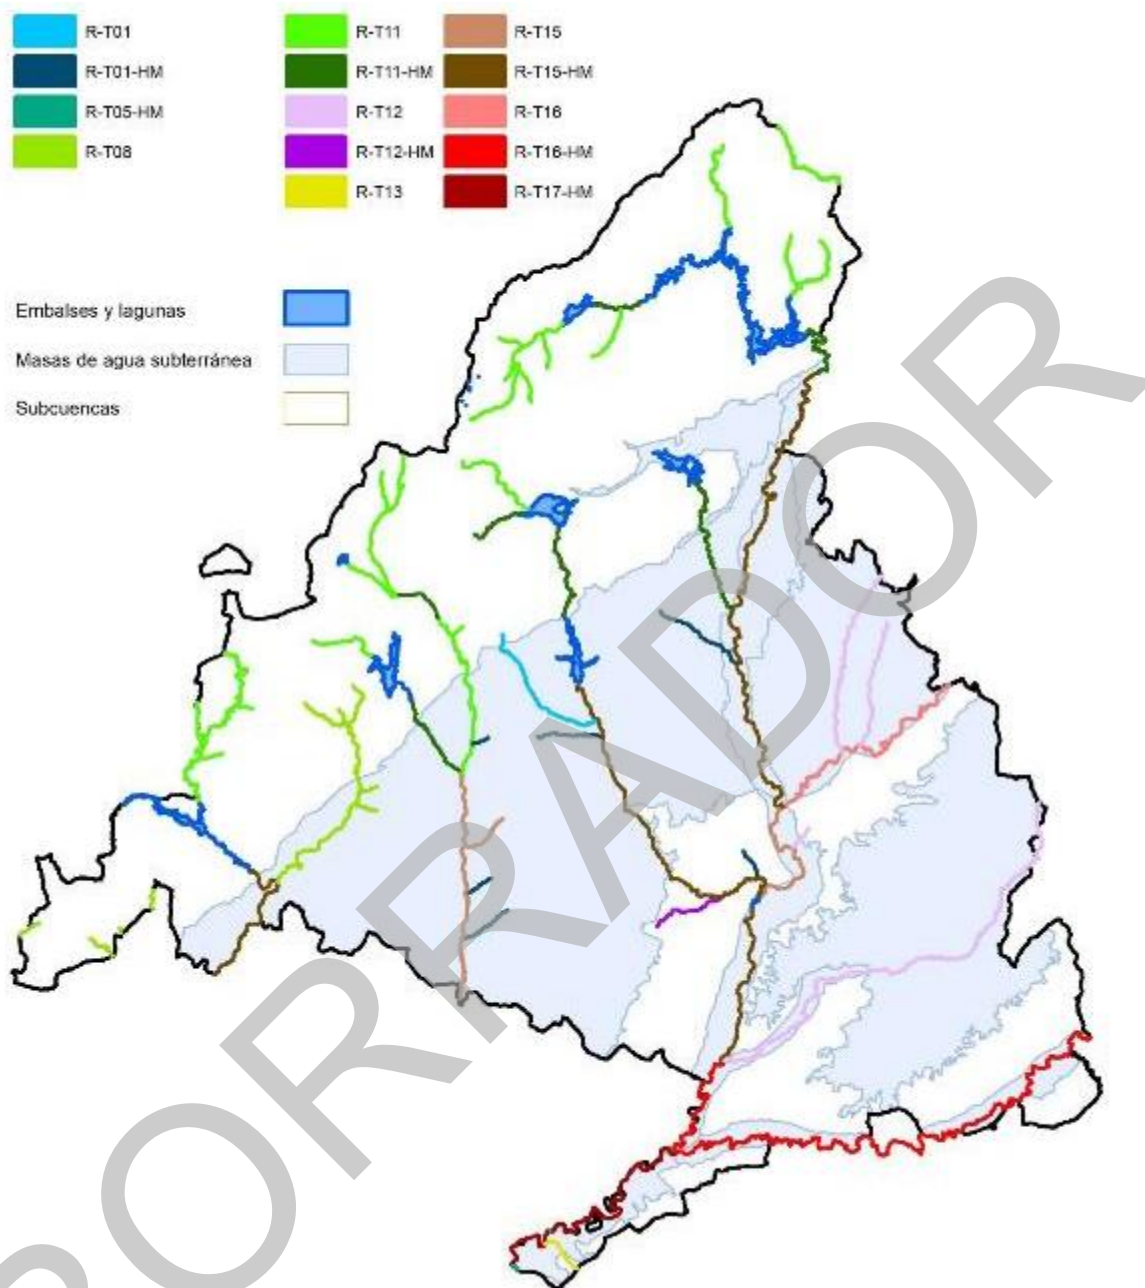 R-T01
R-T01-HM
R-T05-HM
R-T08
R-T11
R-T11-HM
R-T12
R-T12-HM
R-T13
R-T15
R-T15-HM
R-T16
R-T16-HM
R-T17-HM
Embalses y lagunas
Masas de agua subterránea
Subcuencas
BORRADOR